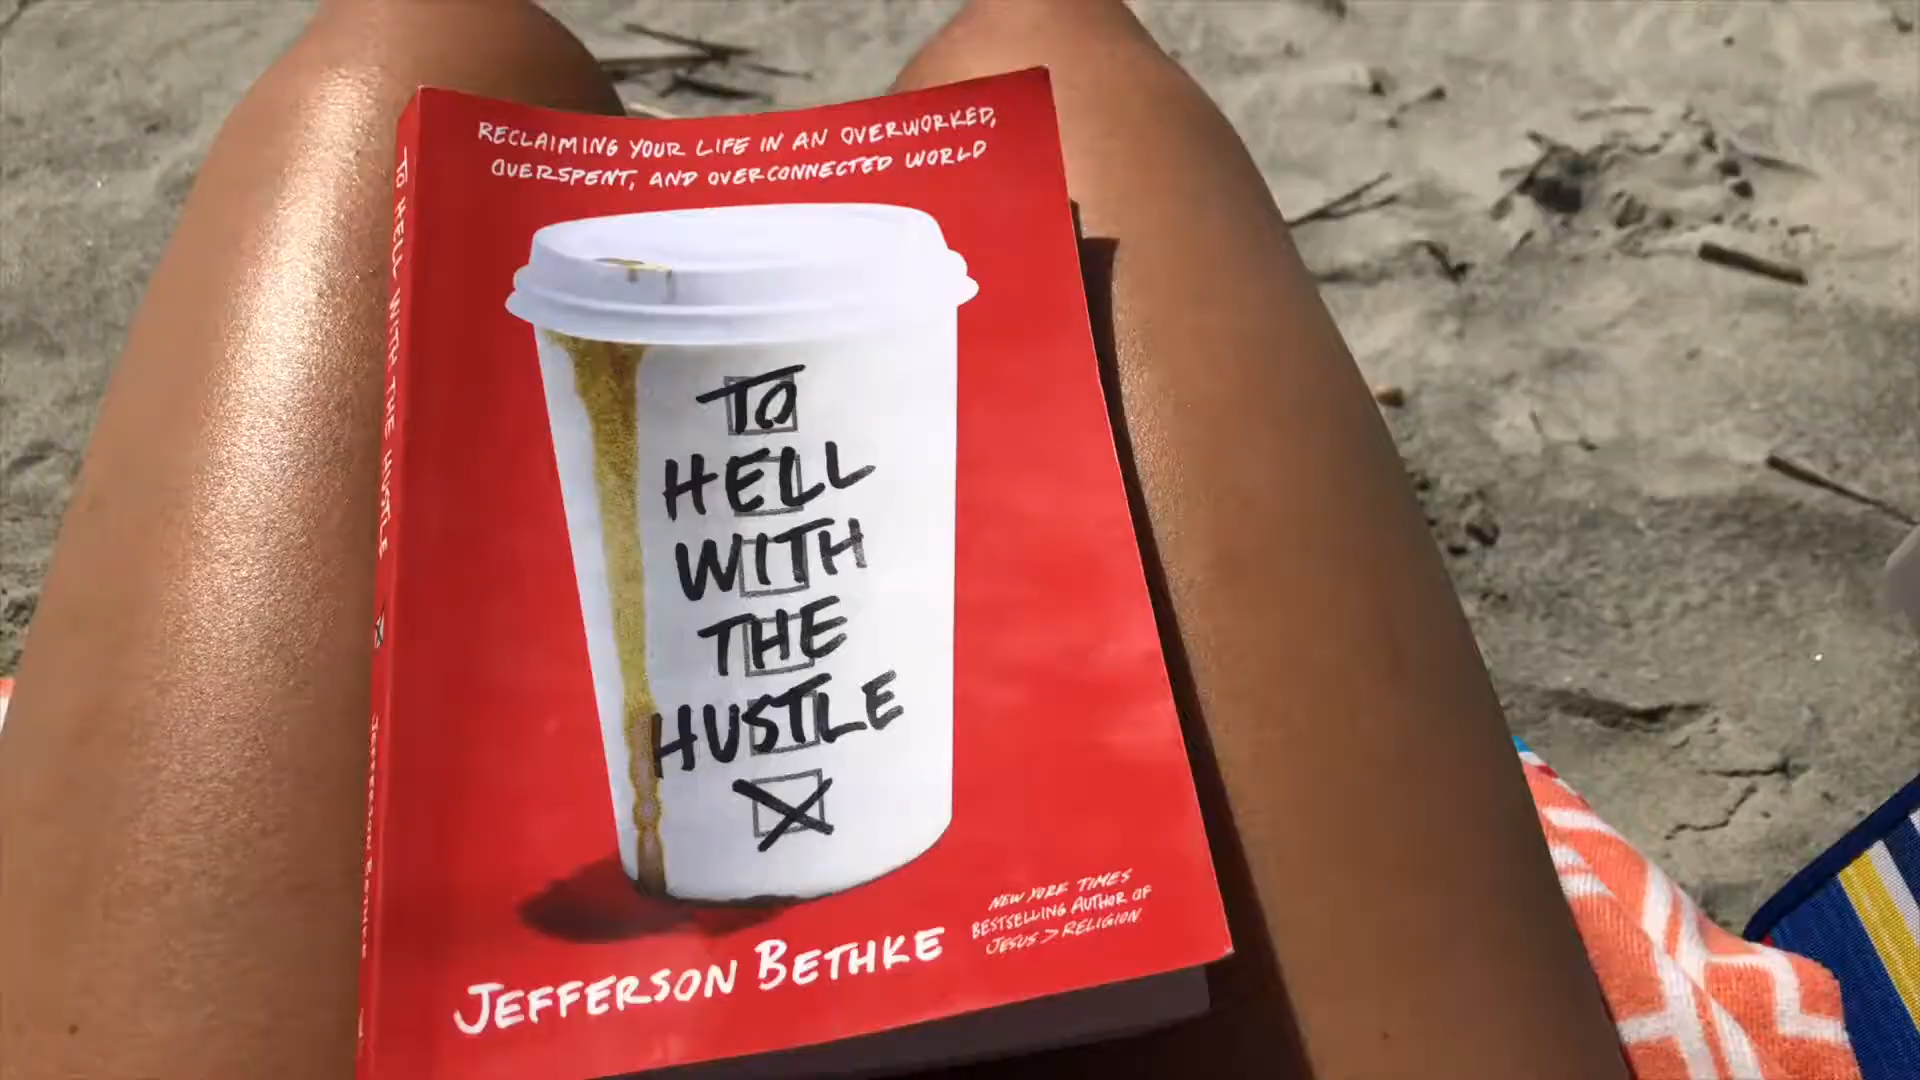 RECLAIMING YOUR LIFE IN AN OVERWORKED,
OVERSPENT, AND OVERCONNECTED WORLD
TO
HELL
WITH
THE
HUSTLE
JEFFERSON BETHKE
NEW YORK TIMES
BESTSELLING AUTHOR OF
JESUS > RELIGION
TO HELL WITH THE HUSTLE
JEFFERSON BETHKE